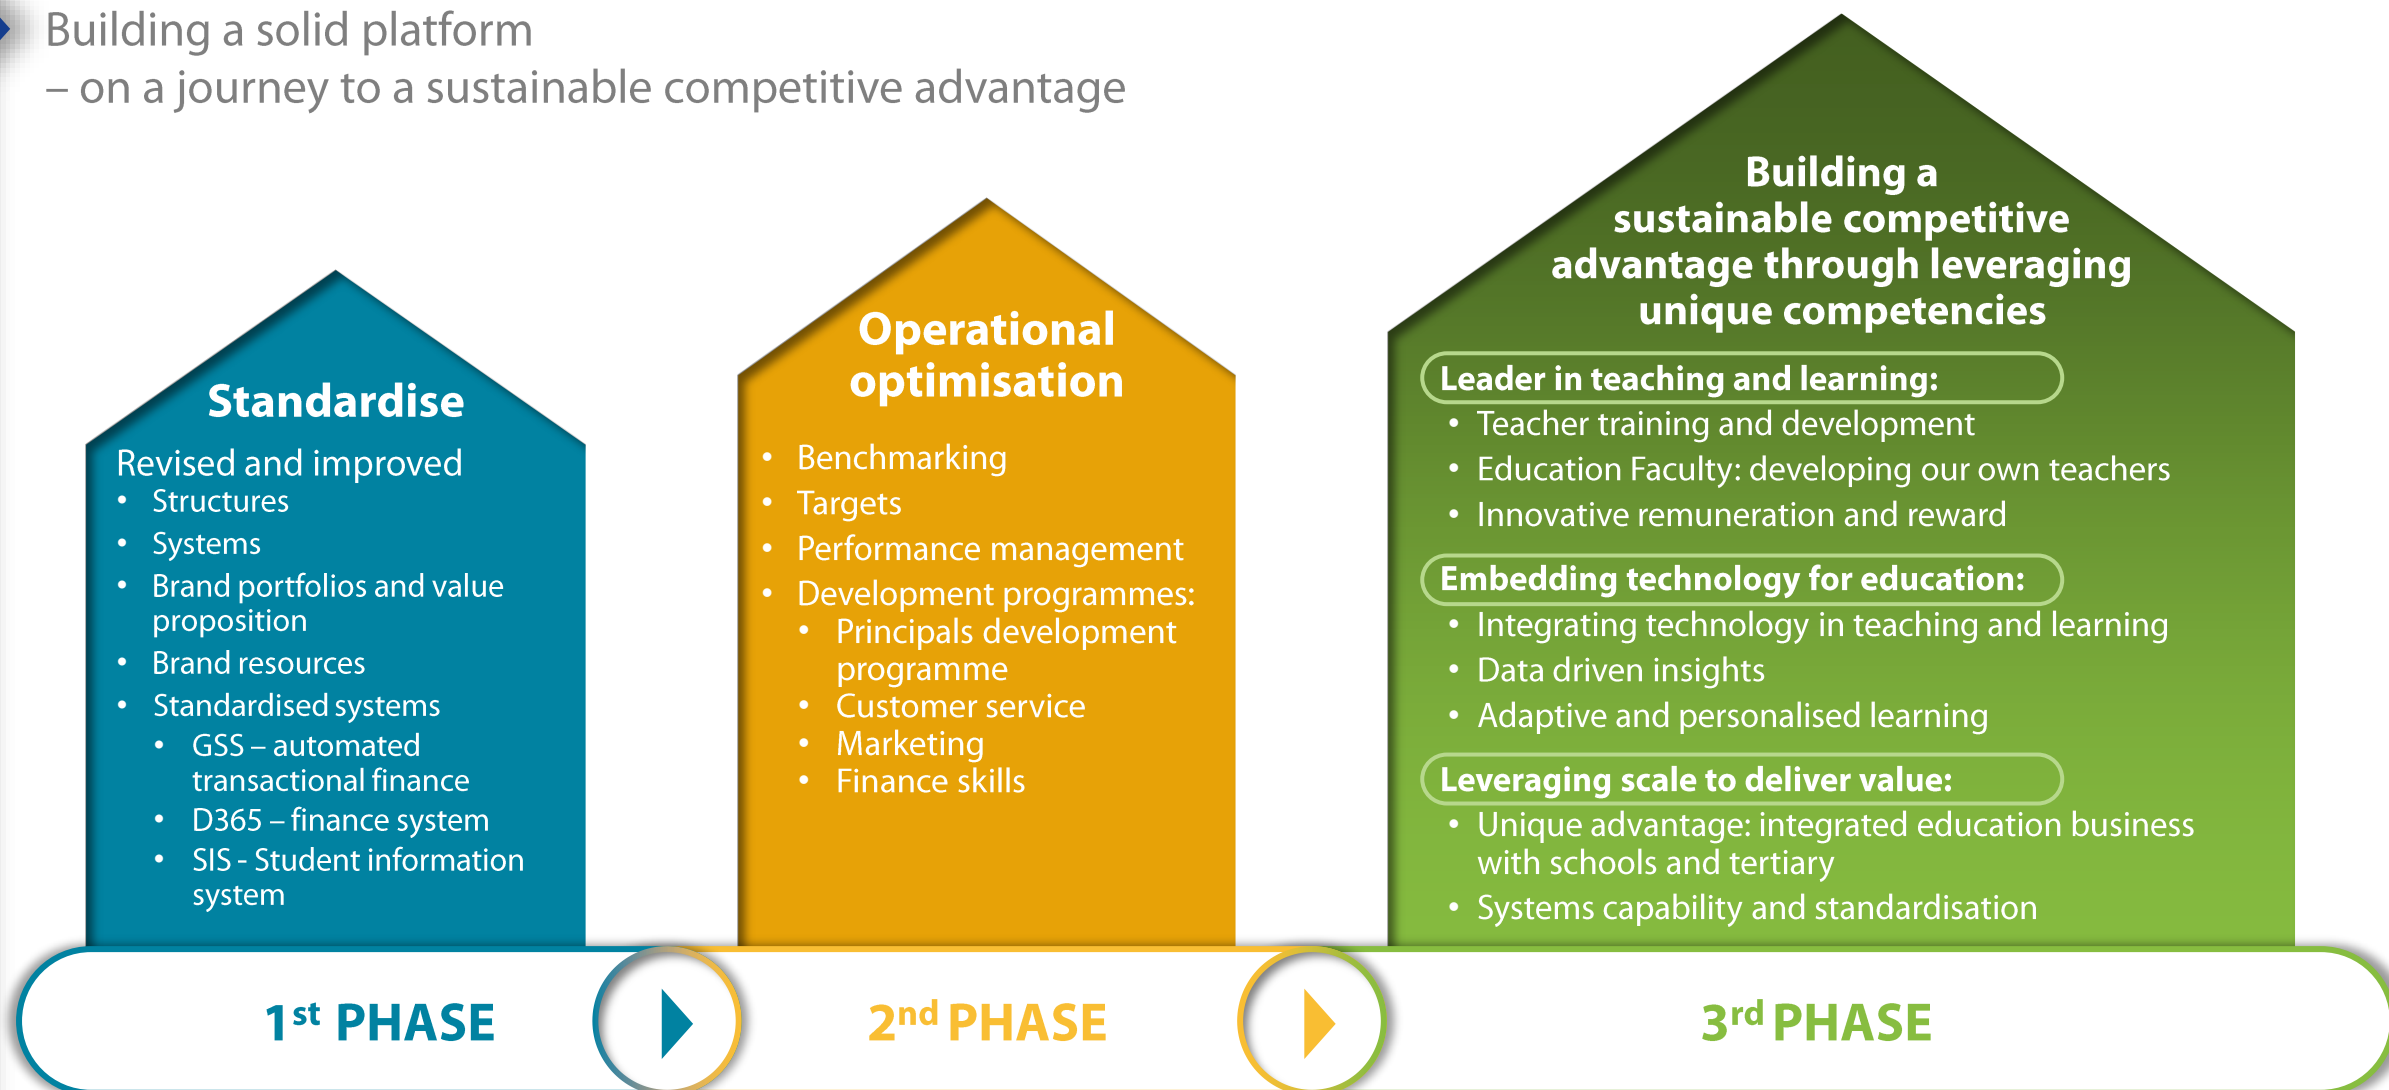 Building a solid platform
– on a journey to a sustainable competitive advantage
Standardise
Revised and improved
• Structures
• Systems
• Brand portfolios and value
proposition
• Brand resources
• Standardised systems
• GSS – automated
transactional finance
• D365 – finance system
• SIS - Student information
system
1st PHASE
Operational
optimisation
• Benchmarking
• Targets
• Performance management
• Development programmes:
• Principals development
programme
• Customer service
• Marketing
• Finance skills
2nd PHASE
Building a
sustainable competitive
advantage through leveraging
unique competencies
Leader in teaching and learning:
• Teacher training and development
• Education Faculty: developing our own teachers
• Innovative remuneration and reward
Embedding technology for education:
• Integrating technology in teaching and learning
• Data driven insights
• Adaptive and personalised learning
Leveraging scale to deliver value:
• Unique advantage: integrated education business
with schools and tertiary
• Systems capability and standardisation
3rd PHASE